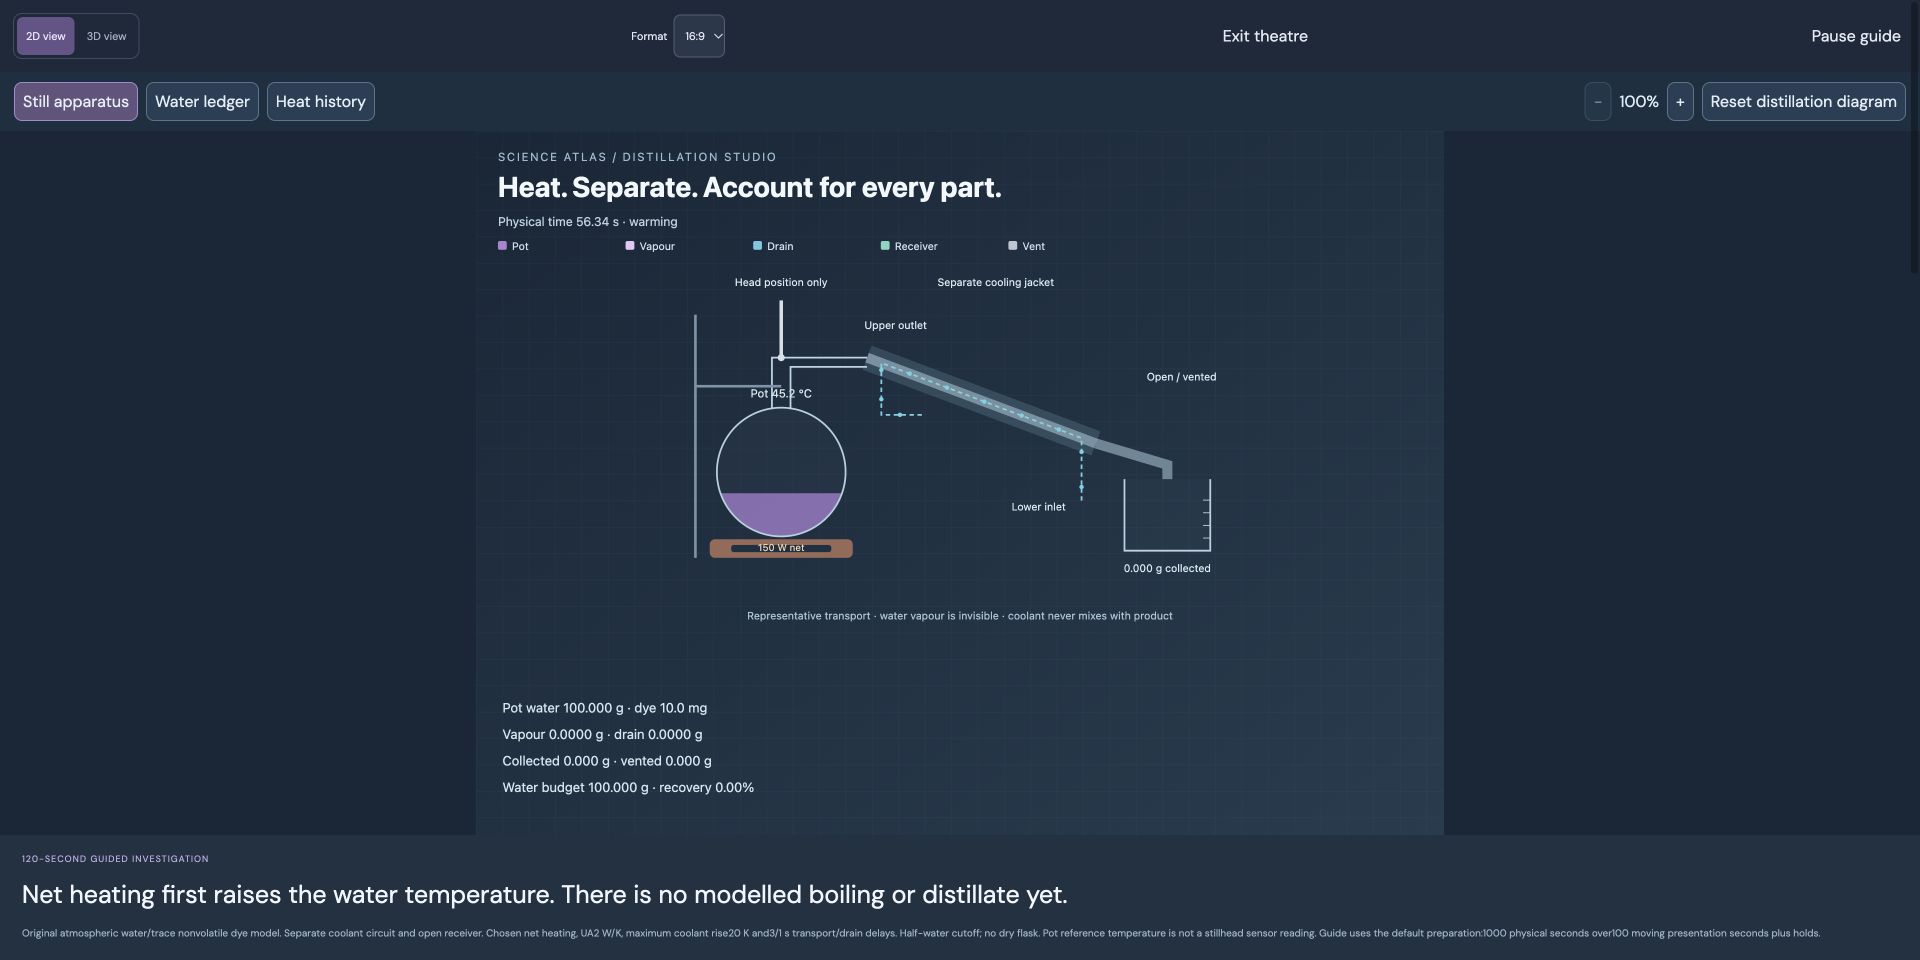 2D view
3D view
Format
16:9
Exit theatre
Pause guide
Still apparatus
Water ledger
Heat history
−
100%
+
Reset distillation diagram
SCIENCE ATLAS / DISTILLATION STUDIO
Heat. Separate. Account for every part.
Physical time 56.34 s · warming
Pot
Vapour
Drain
Receiver
Vent
Head position only
Separate cooling jacket
Upper outlet
Open / vented
Pot 45.2 °C
Lower inlet
150 W net
0.000 g collected
Representative transport · water vapour is invisible · coolant never mixes with product
Pot water 100.000 g · dye 10.0 mg
Vapour 0.0000 g · drain 0.0000 g
Collected 0.000 g · vented 0.000 g
Water budget 100.000 g · recovery 0.00%
120-SECOND GUIDED INVESTIGATION
Net heating first raises the water temperature. There is no modelled boiling or distillate yet.
Original atmospheric water/trace nonvolatile dye model. Separate coolant circuit and open receiver. Chosen net heating, UA2 W/K, maximum coolant rise20 K and3/1 s transport/drain delays. Half-water cutoff; no dry flask. Pot reference temperature is not a stillhead sensor reading. Guide uses the default preparation:1000 physical seconds over100 moving presentation seconds plus holds.